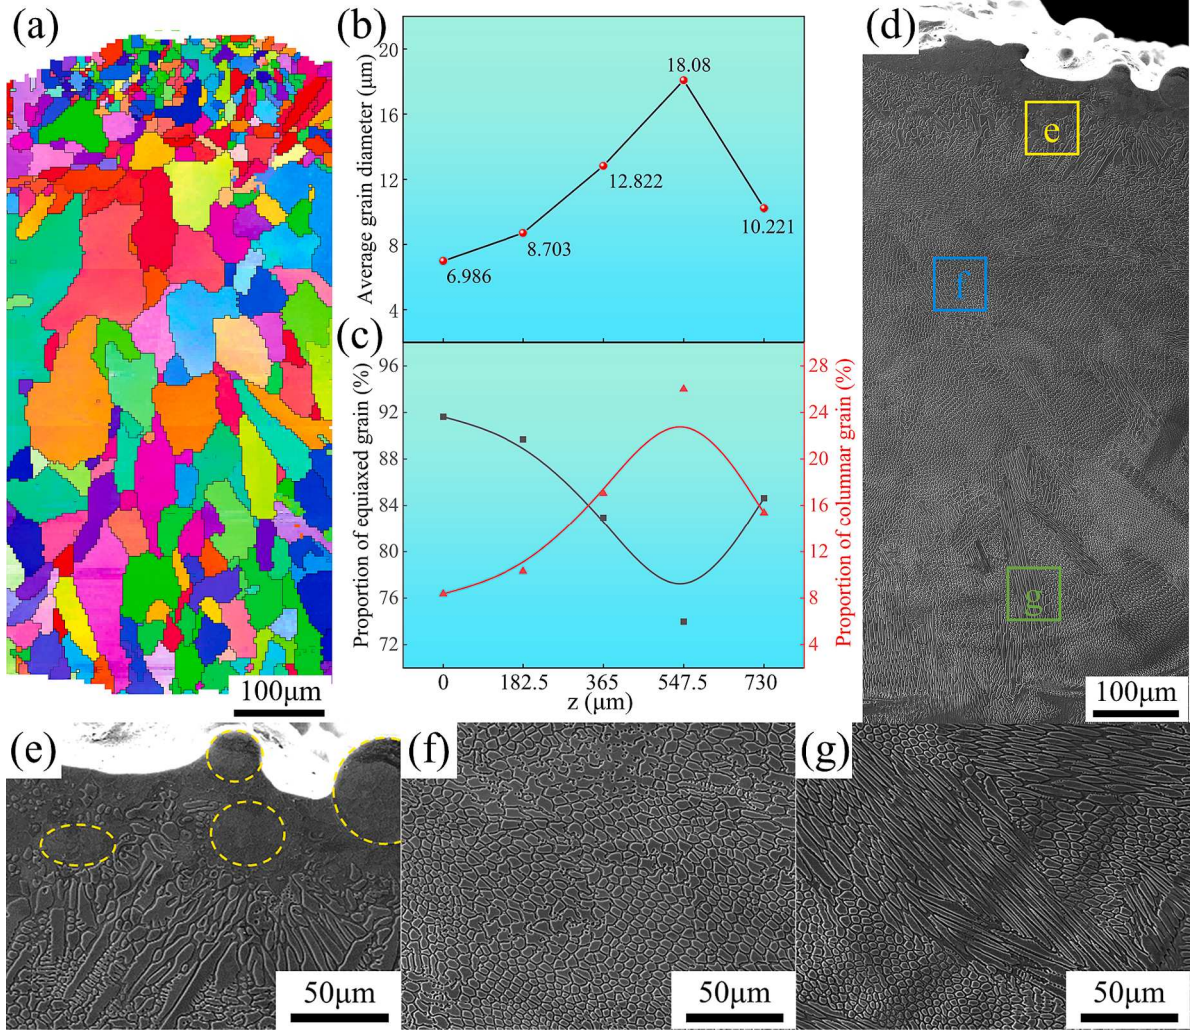 (a)
100μm
(b)
Average grain diameter (μm)
20
16
12
8
4
6.986
8.703
12.822
18.08
10.221
(c)
Proportion of equiaxed grain (%)
96
92
88
84
80
76
72
Proportion of columnar grain (%)
28
24
20
16
12
8
4
0 182.5 365 547.5 730
z (μm)
(d)
e
f
g
100μm
(e)
50μm
(f)
50μm
(g)
50μm